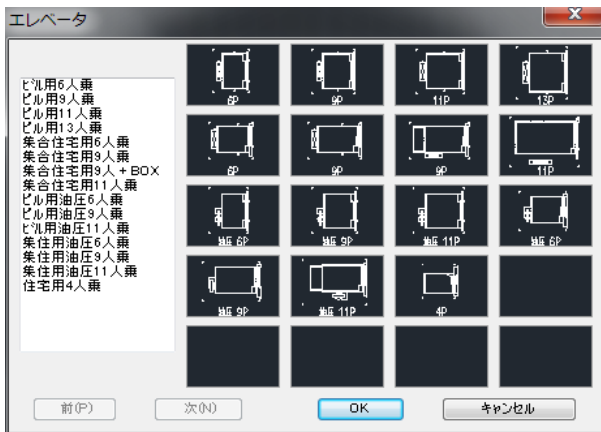 エレベータ
ビル用6人乗
ビル用9人乗
ビル用11人乗
ビル用13人乗
集合住宅用6人乗
集合住宅用9人乗
集合住宅用9人+BOX
集合住宅用11人乗
ビル用油圧6人乗
ビル用油圧9人乗
ビル用油圧11人乗
集住用油圧6人乗
集住用油圧9人乗
集住用油圧11人乗
住宅用4人乗
6P
9P
11P
13P
6P
9P
9P
11P
油圧 6P
油圧 9P
油圧 11P
油圧 6P
油圧 9P
油圧 11P
4P
前(P)
次(N)
OK
キャンセル